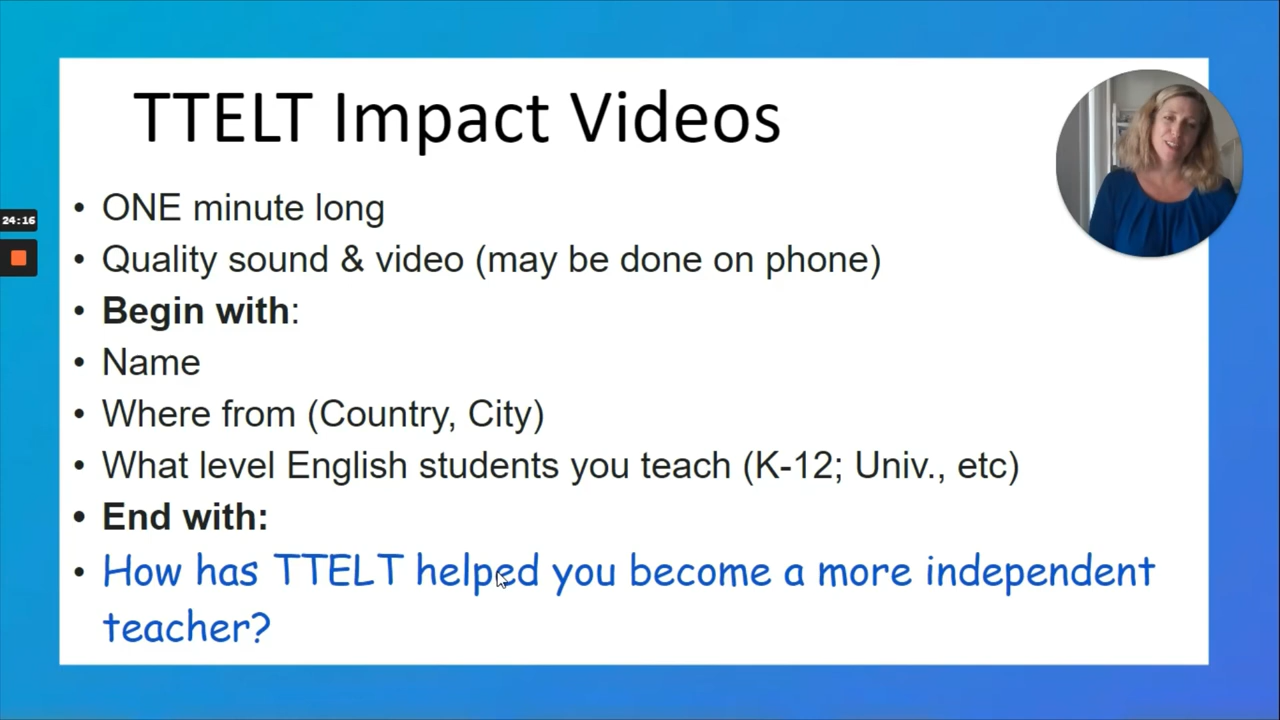 TTELT Impact Videos
• ONE minute long
• Quality sound & video (may be done on phone)
• Begin with:
• Name
• Where from (Country, City)
• What level English students you teach (K-12; Univ., etc)
• End with:
• How has TTELT helped you become a more independent
teacher?
24:16